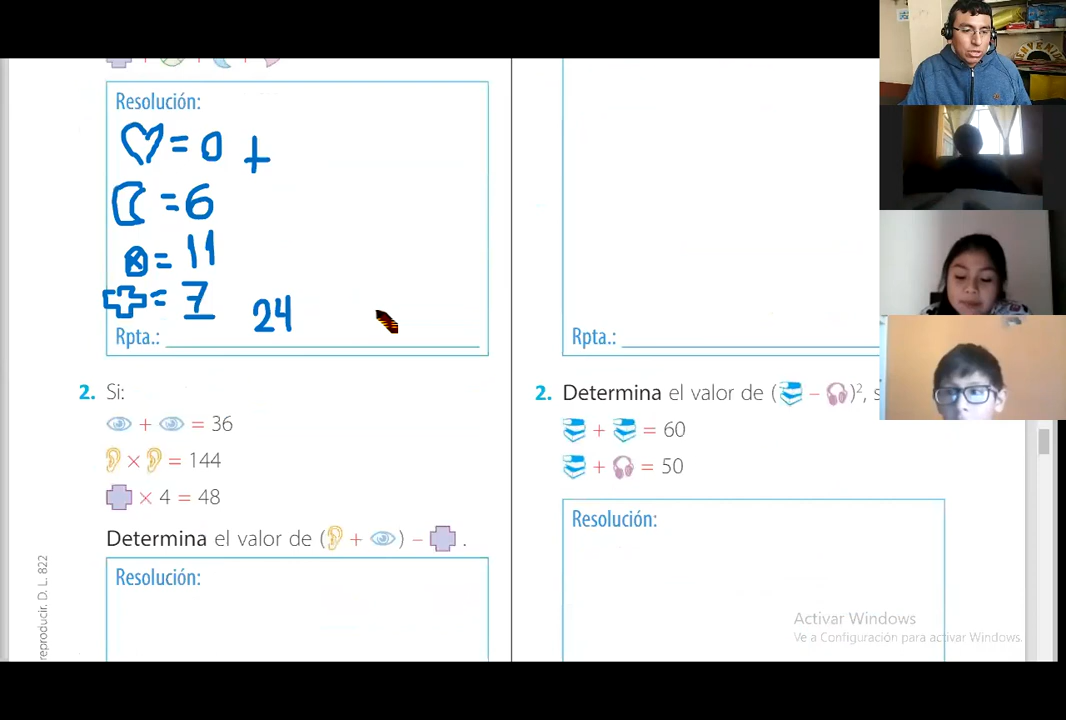 Resolución:
= 0 +
= 6
= 11
= 7
24
Rpta.:
2. Si:
+ = 36
× = 144
× 4 = 48
Determina el valor de ( + ) – .
Resolución:
reproducir. D. L. 822
Rpta.:
2. Determina el valor de ( – )², s
+ = 60
+ = 50
Resolución:
Activar Windows
Ve a Configuración para activar Windows.